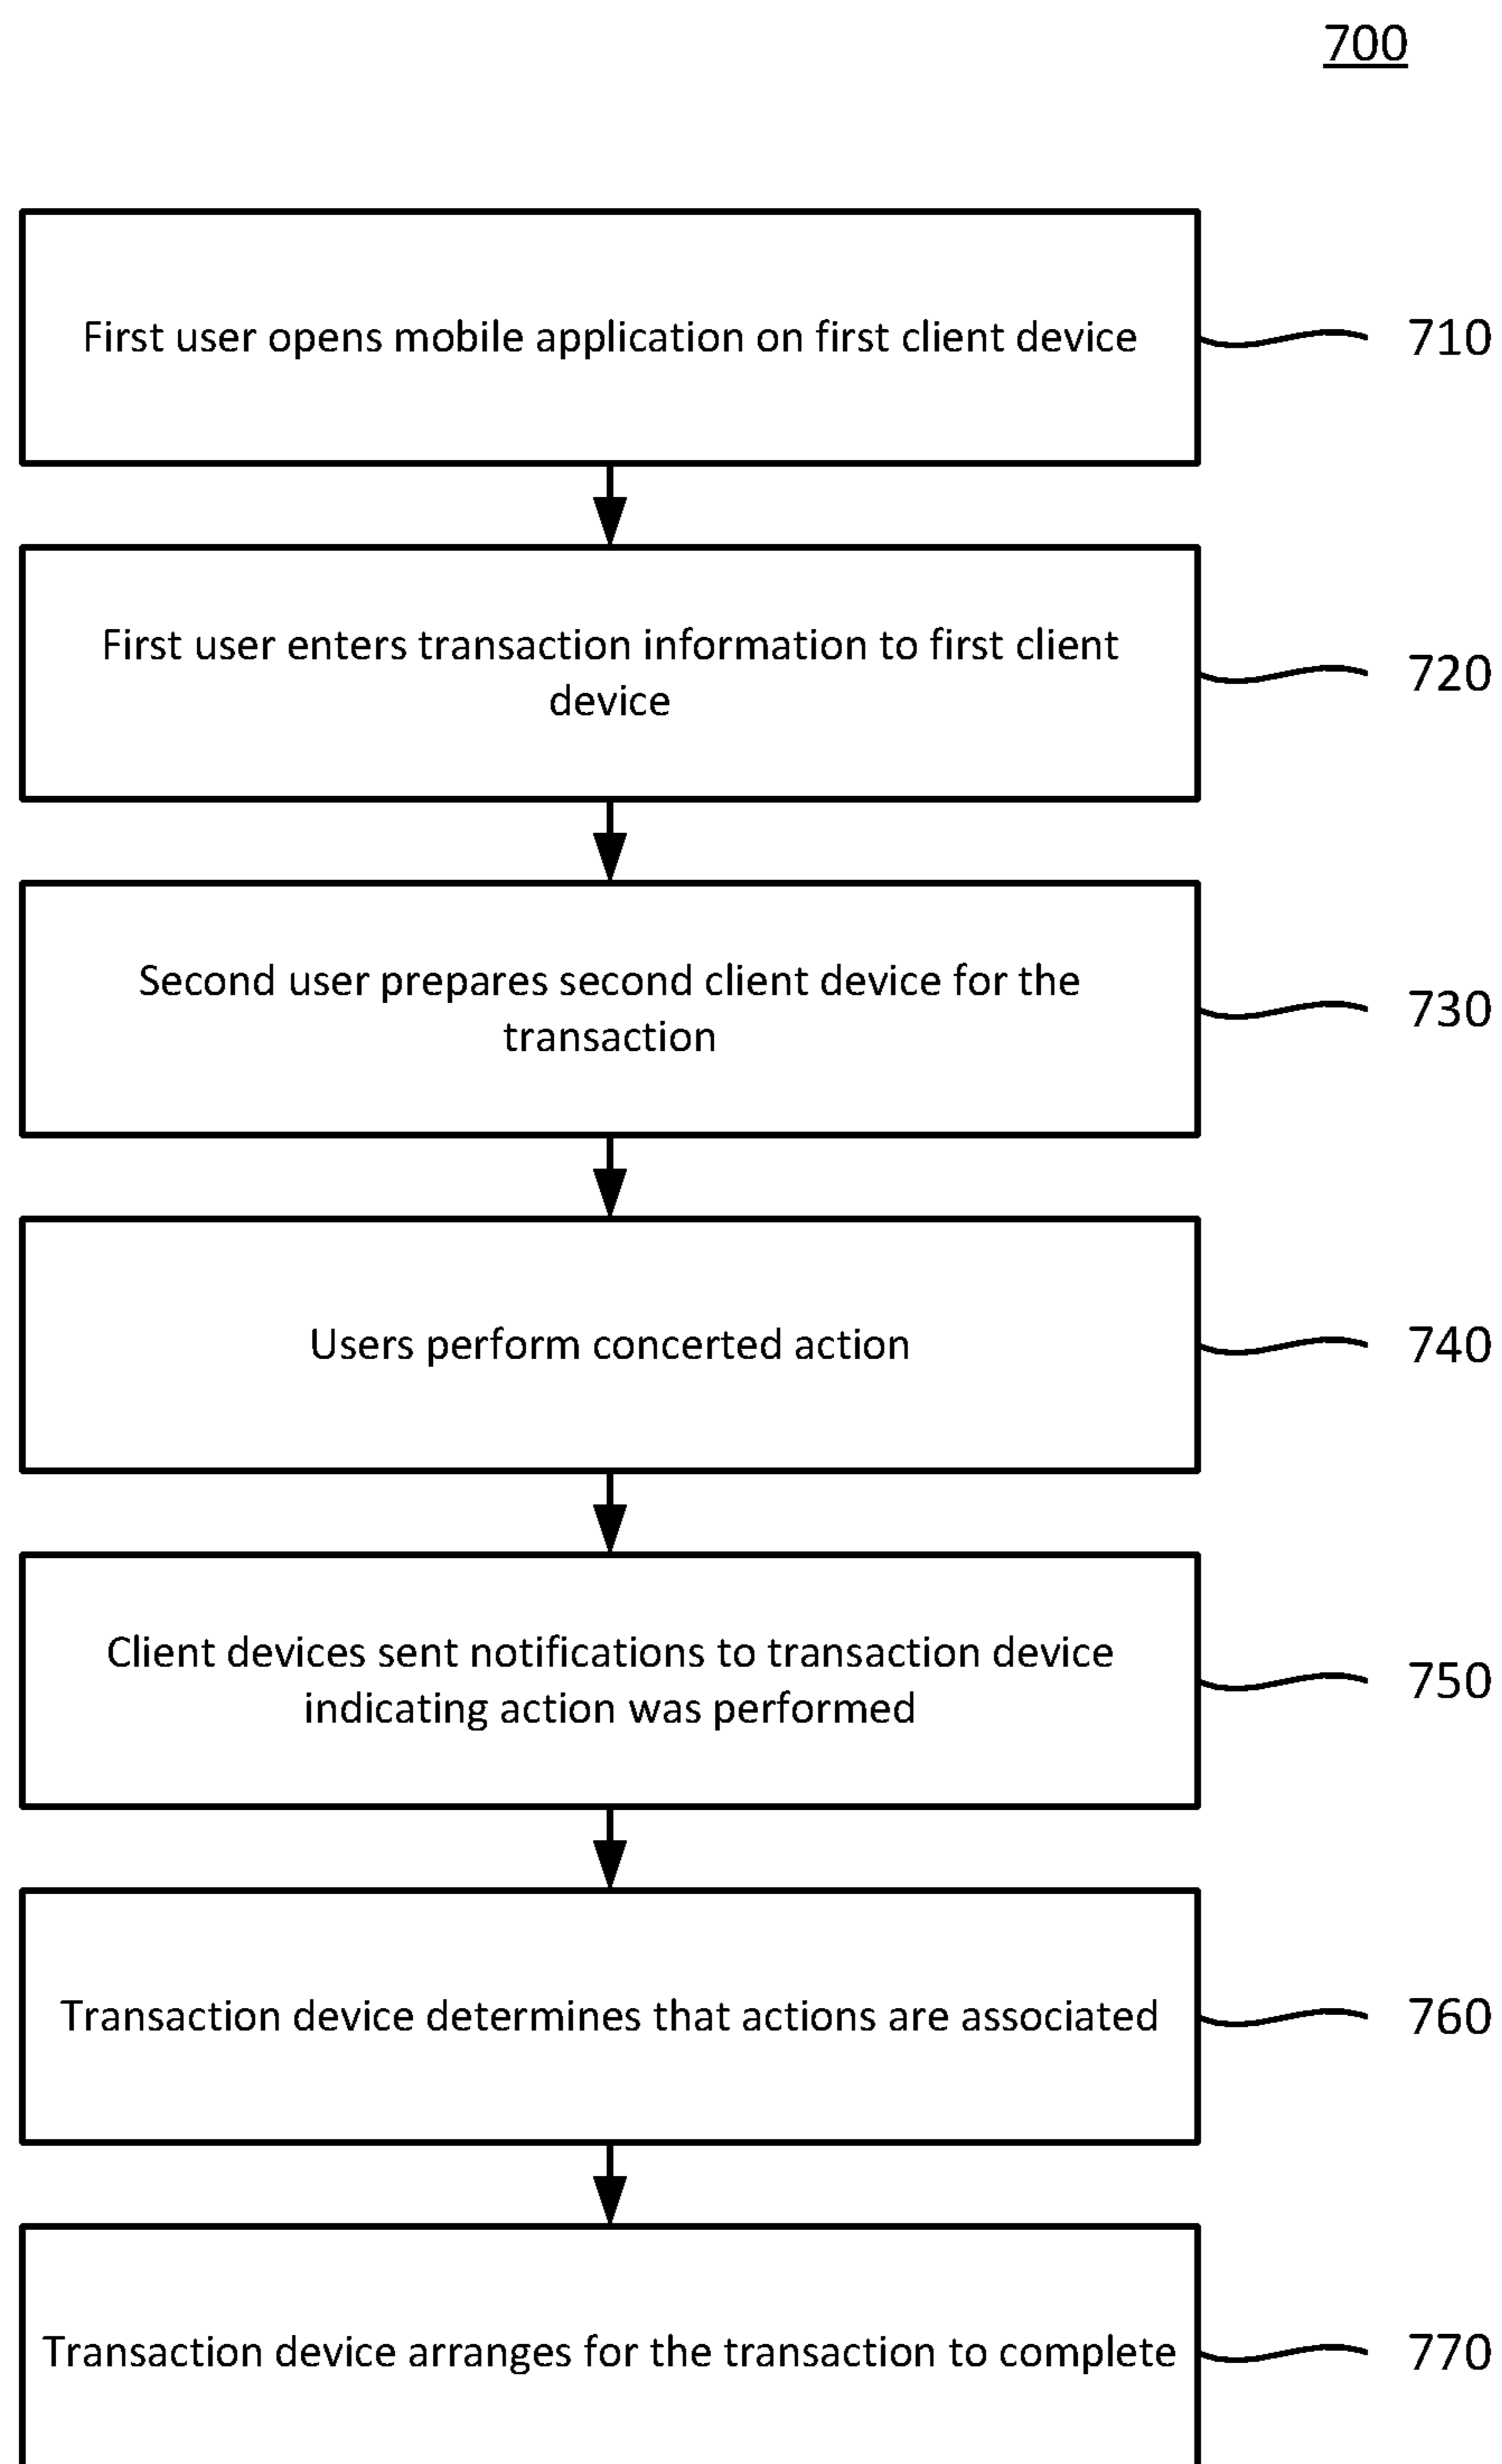 700
First user opens mobile application on first client device
710
First user enters transaction information to first client
device
720
Second user prepares second client device for the
transaction
730
Users perform concerted action
740
Client devices sent notifications to transaction device
indicating action was performed
750
Transaction device determines that actions are associated
760
Transaction device arranges for the transaction to complete
770